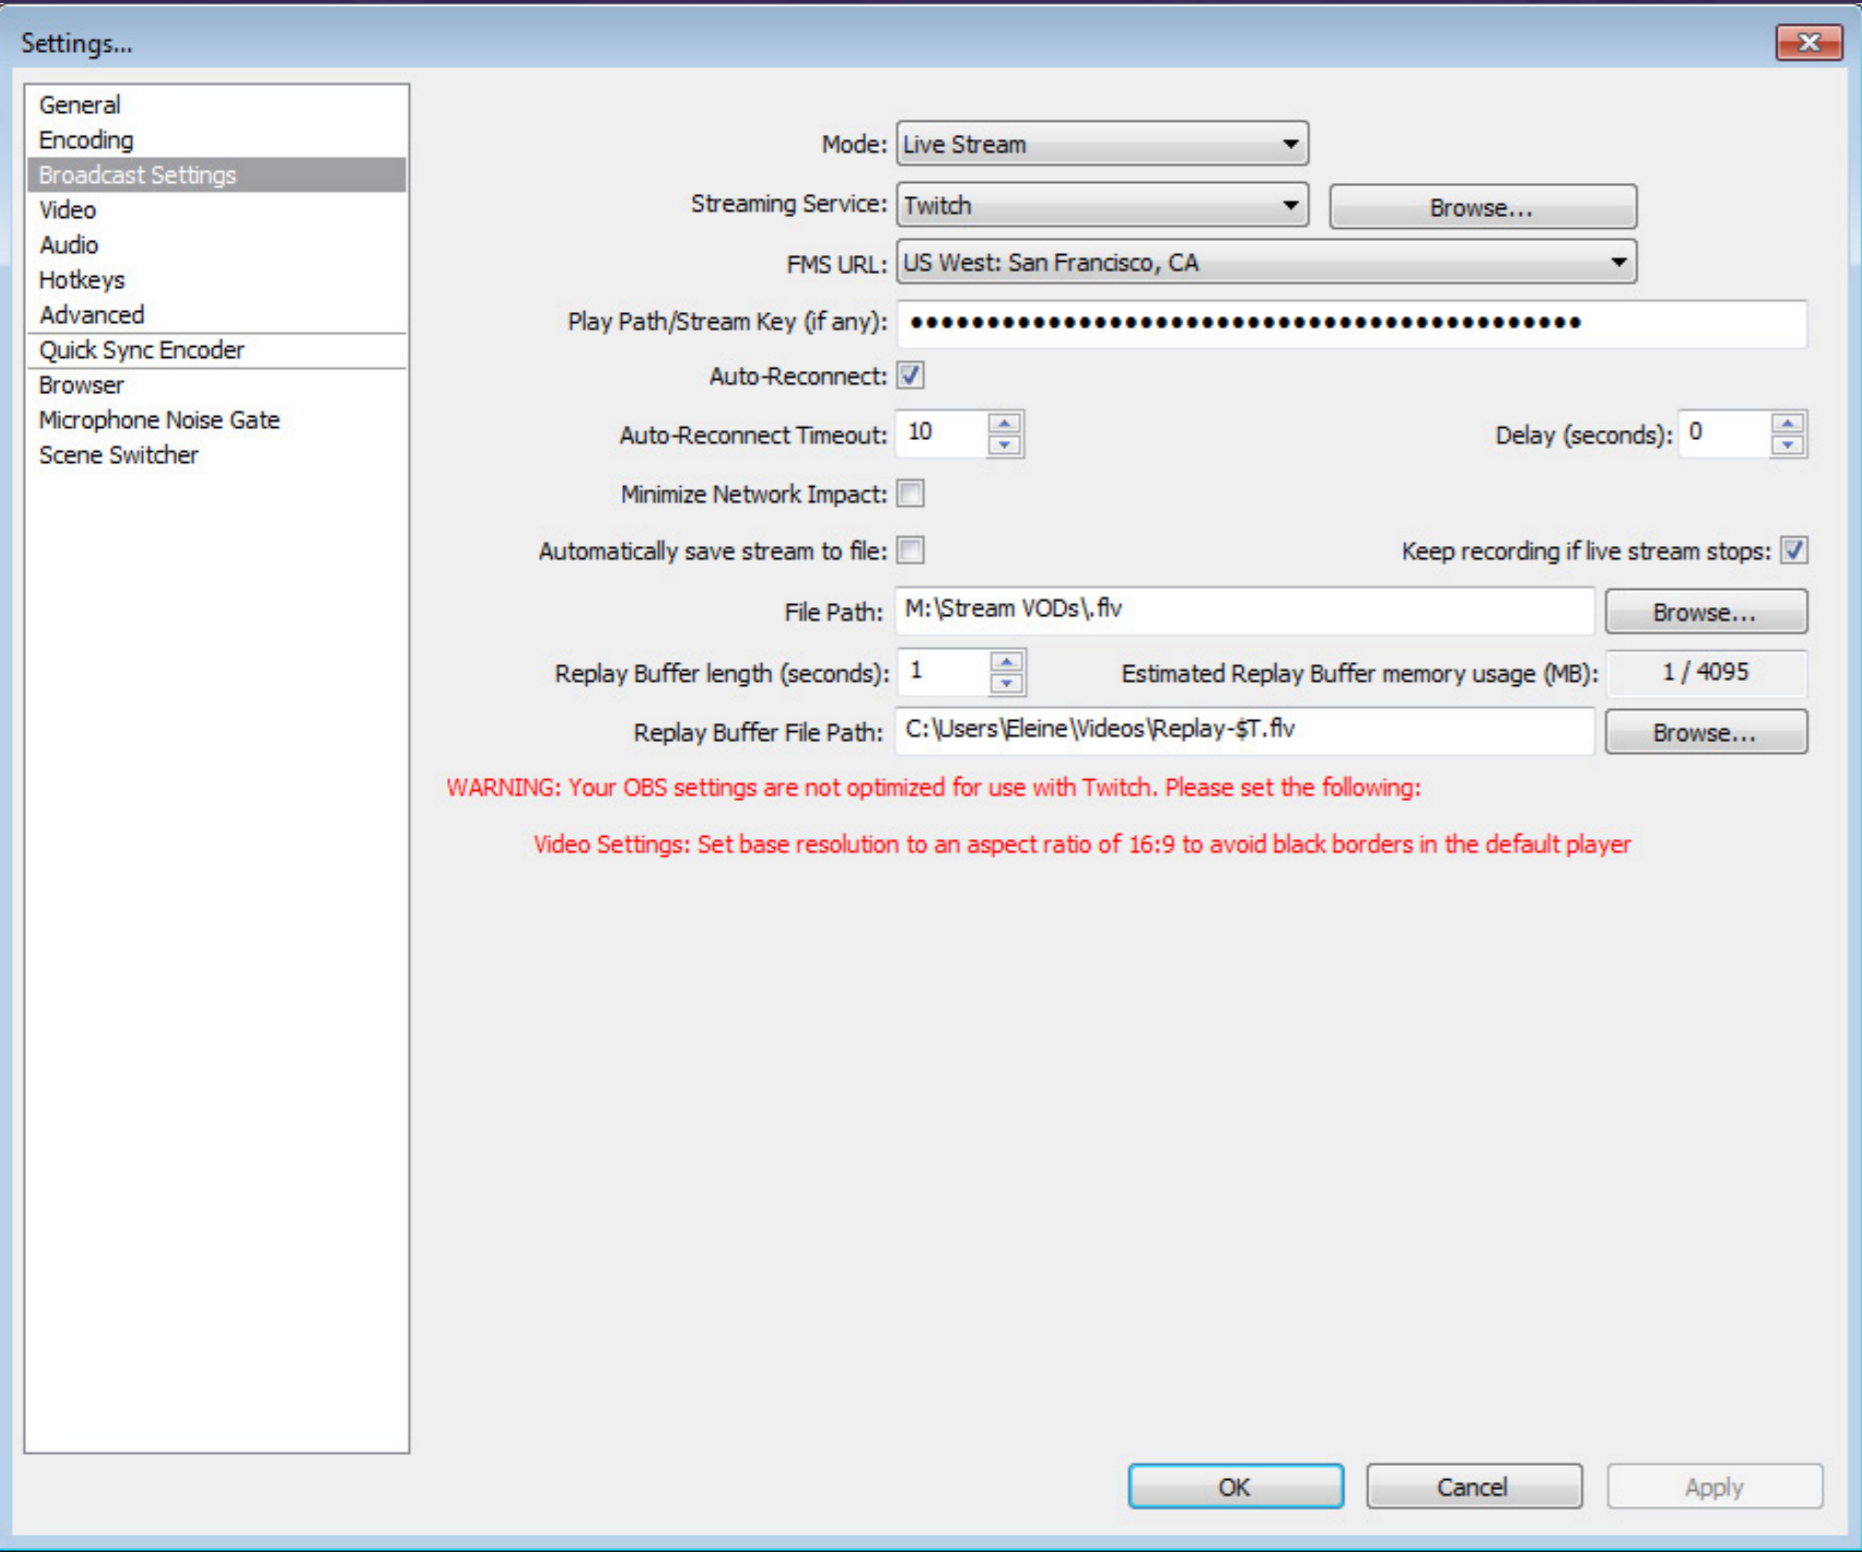 Settings...
General
Encoding
Broadcast Settings
Video
Audio
Hotkeys
Advanced
Quick Sync Encoder
Browser
Microphone Noise Gate
Scene Switcher
Mode: Live Stream
Streaming Service: Twitch Browse...
FMS URL: US West: San Francisco, CA
Play Path/Stream Key (if any): ••••••••••••••••••••••••••••••••••••••••••••
Auto-Reconnect:
Auto-Reconnect Timeout: 10 Delay (seconds): 0
Minimize Network Impact:
Automatically save stream to file: Keep recording if live stream stops:
File Path: M:\Stream VODs\.flv Browse...
Replay Buffer length (seconds): 1 Estimated Replay Buffer memory usage (MB): 1 / 4095
Replay Buffer File Path: C:\Users\Eleine\Videos\Replay-$T.flv Browse...
WARNING: Your OBS settings are not optimized for use with Twitch. Please set the following:
Video Settings: Set base resolution to an aspect ratio of 16:9 to avoid black borders in the default player
OK Cancel Apply